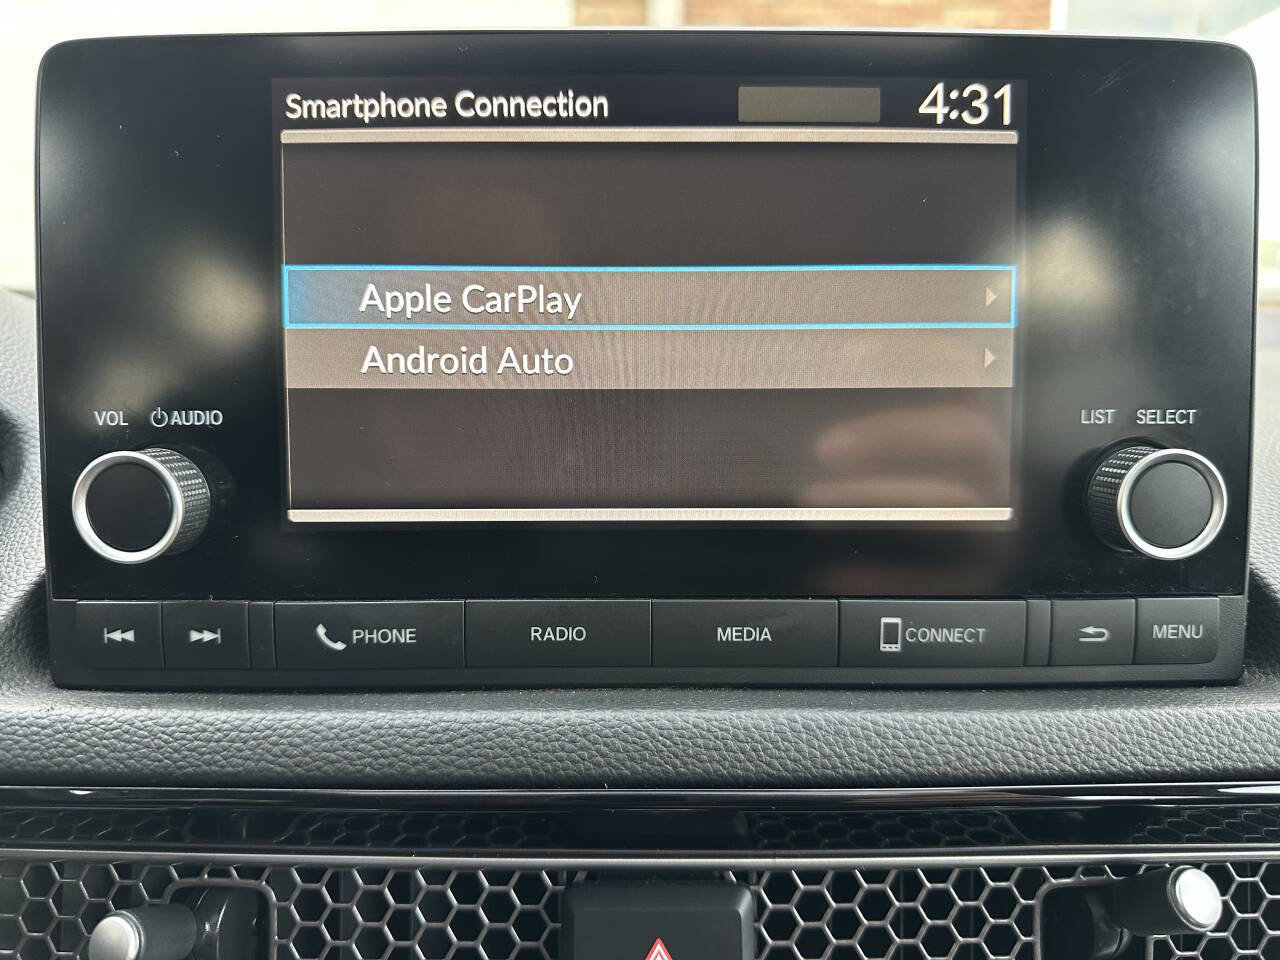 Smartphone Connection 4:31
Apple CarPlay
Android Auto
VOL AUDIO
LIST SELECT
PHONE RADIO MEDIA CONNECT MENU